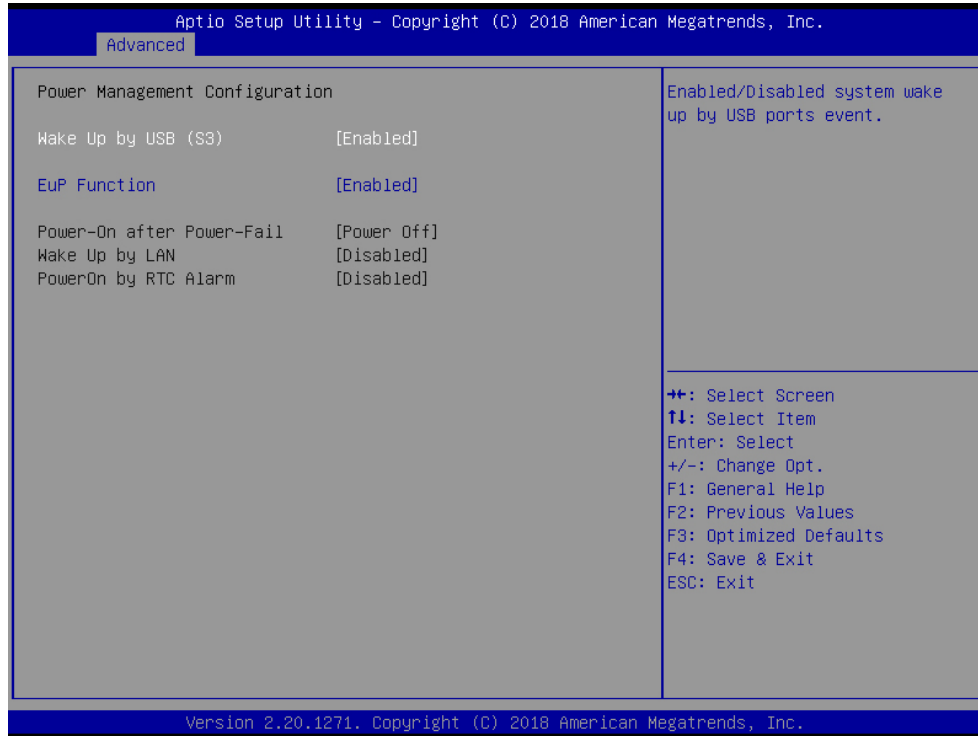 Aptio Setup Utility – Copyright (C) 2018 American Megatrends, Inc.
Advanced
Power Management Configuration
Wake Up by USB (S3) [Enabled]
EuP Function [Enabled]
Power-On after Power-Fail [Power Off]
Wake Up by LAN [Disabled]
PowerOn by RTC Alarm [Disabled]
Enabled/Disabled system wake
up by USB ports event.
→←: Select Screen
↑↓: Select Item
Enter: Select
+/-: Change Opt.
F1: General Help
F2: Previous Values
F3: Optimized Defaults
F4: Save & Exit
ESC: Exit
Version 2.20.1271. Copyright (C) 2018 American Megatrends, Inc.